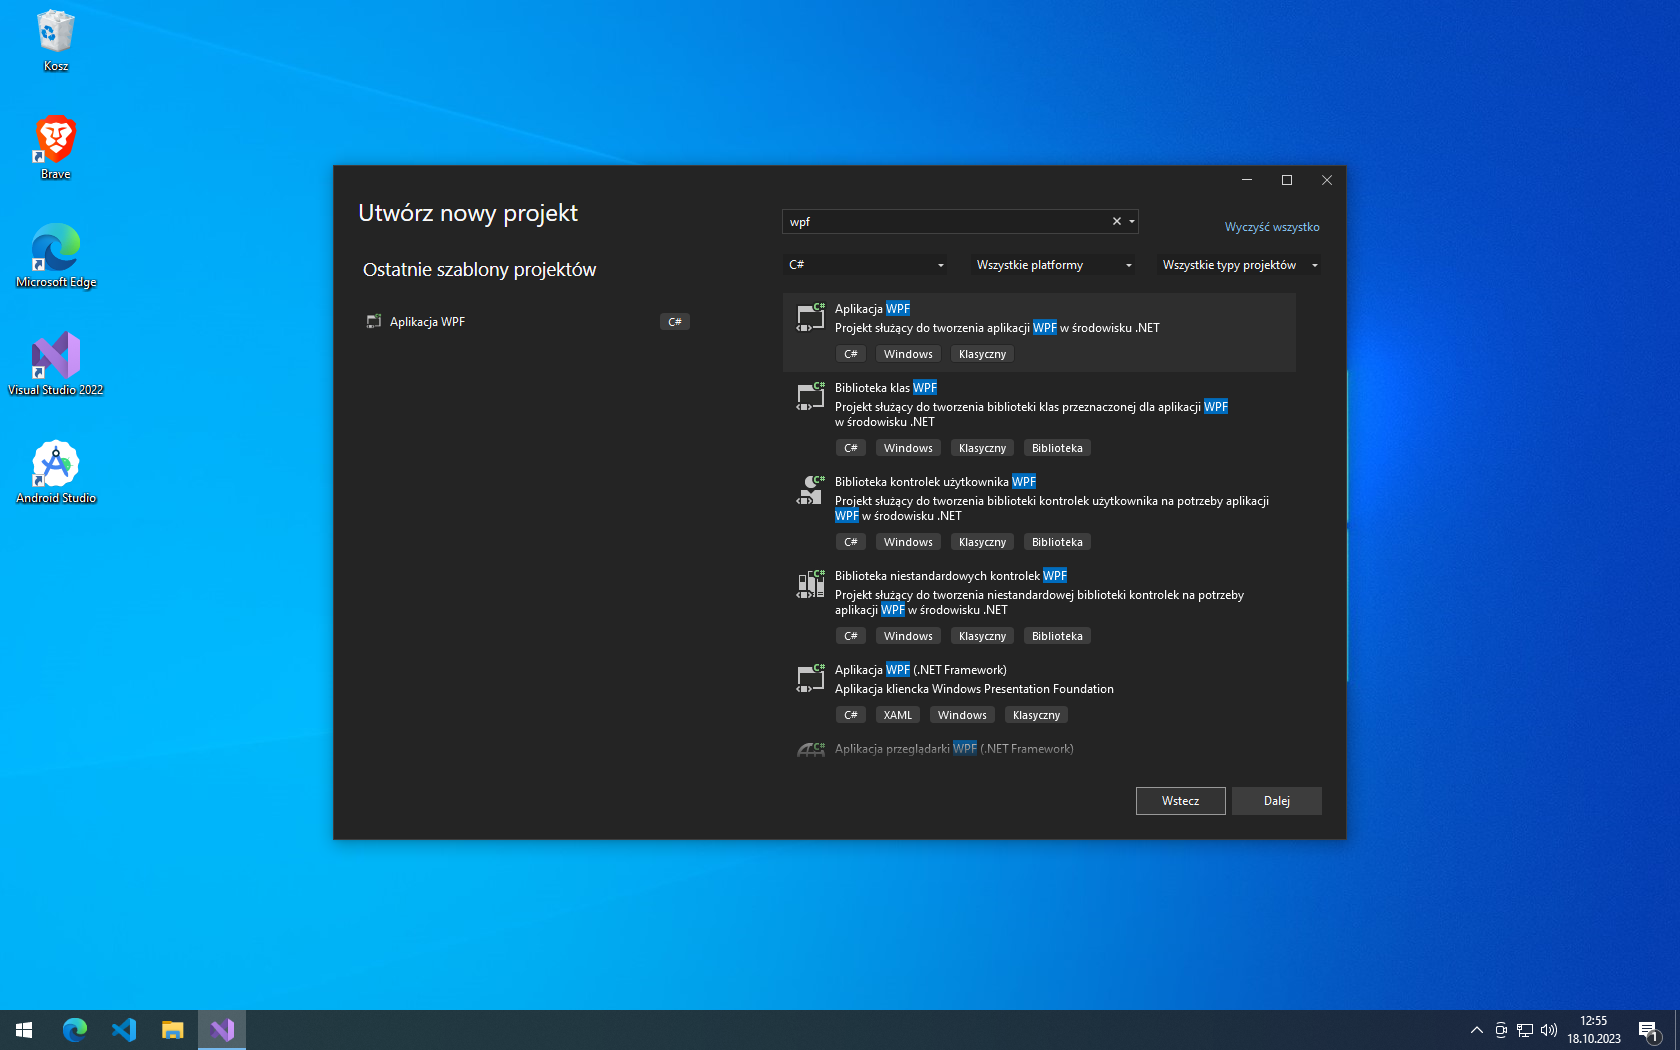 Kosz
Brave
Microsoft Edge
Visual Studio 2022
Android Studio
Utwórz nowy projekt
wpf
Wyczyść wszystko
Ostatnie szablony projektów
C#
Wszystkie platformy
Wszystkie typy projektów
Aplikacja WPF
C#
Aplikacja WPF
Projekt służący do tworzenia aplikacji WPF w środowisku .NET
C# Windows Klasyczny
Biblioteka klas WPF
Projekt służący do tworzenia biblioteki klas przeznaczonej dla aplikacji WPF
w środowisku .NET
C# Windows Klasyczny Biblioteka
Biblioteka kontrolek użytkownika WPF
Projekt służący do tworzenia biblioteki kontrolek użytkownika na potrzeby aplikacji
WPF w środowisku .NET
C# Windows Klasyczny Biblioteka
Biblioteka niestandardowych kontrolek WPF
Projekt służący do tworzenia niestandardowej biblioteki kontrolek na potrzeby
aplikacji WPF w środowisku .NET
C# Windows Klasyczny Biblioteka
Aplikacja WPF (.NET Framework)
Aplikacja kliencka Windows Presentation Foundation
C# XAML Windows Klasyczny
Aplikacja przeglądarki WPF (.NET Framework)
Wstecz
Dalej
12:55
18.10.2023
1